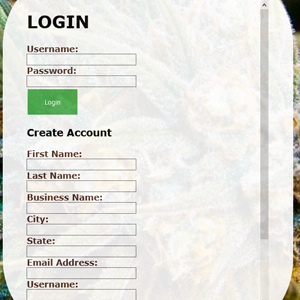 LOGIN
Username:
Password:
Login
Create Account
First Name:
Last Name:
Business Name:
City:
State:
Email Address:
Username: